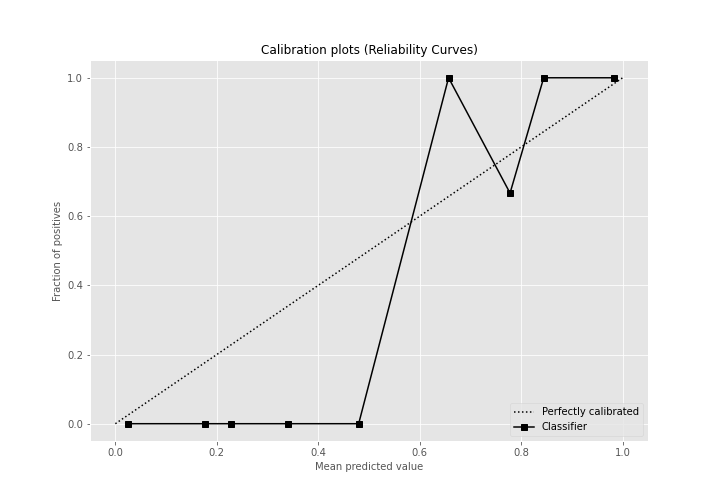 Calibration plots (Reliability Curves)
1.0
0.8
0.6
0.4
0.2
0.0
Fraction of positives
0.0 0.2 0.4 0.6 0.8 1.0
Mean predicted value
Perfectly calibrated
Classifier